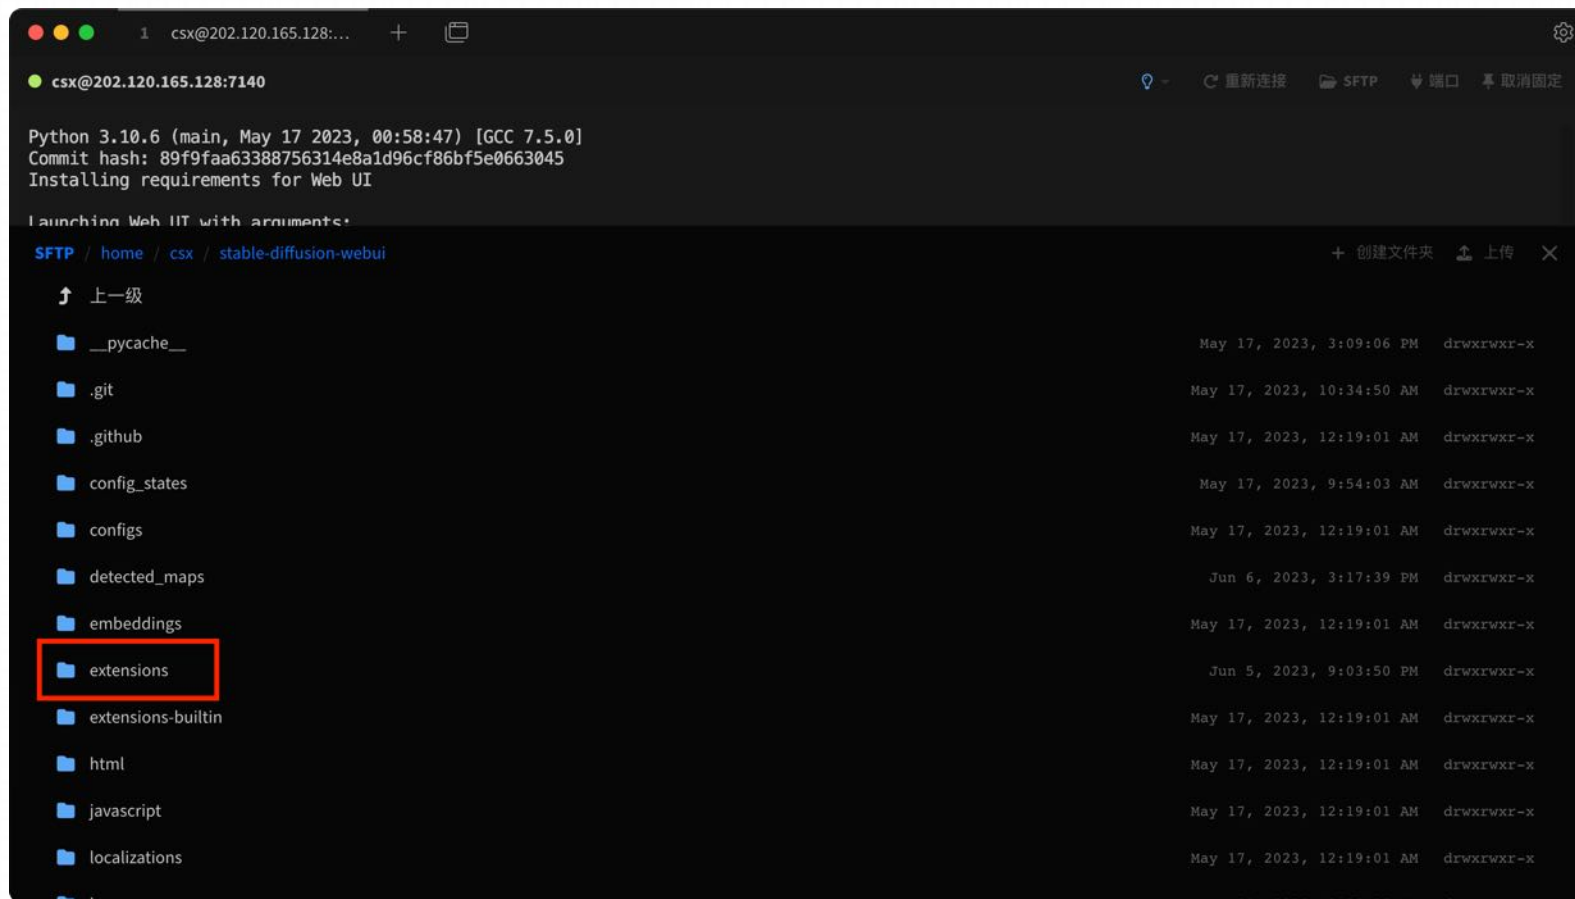 1 csx@202.120.165.128:...
csx@202.120.165.128:7140 重新连接 SFTP 端口 取消固定
Python 3.10.6 (main, May 17 2023, 00:58:47) [GCC 7.5.0]
Commit hash: 89f9faa63388756314e8a1d96cf86bf5e0663045
Installing requirements for Web UI
Launching Web UI with arguments:
SFTP / home / csx / stable-diffusion-webui + 创建文件夹 上传
上一级
__pycache__ May 17, 2023, 3:09:06 PM drwxrwxr-x
.git May 17, 2023, 10:34:50 AM drwxrwxr-x
.github May 17, 2023, 12:19:01 AM drwxrwxr-x
config_states May 17, 2023, 9:54:03 AM drwxrwxr-x
configs May 17, 2023, 12:19:01 AM drwxrwxr-x
detected_maps Jun 6, 2023, 3:17:39 PM drwxrwxr-x
embeddings May 17, 2023, 12:19:01 AM drwxrwxr-x
extensions Jun 5, 2023, 9:03:50 PM drwxrwxr-x
extensions-builtin May 17, 2023, 12:19:01 AM drwxrwxr-x
html May 17, 2023, 12:19:01 AM drwxrwxr-x
javascript May 17, 2023, 12:19:01 AM drwxrwxr-x
localizations May 17, 2023, 12:19:01 AM drwxrwxr-x